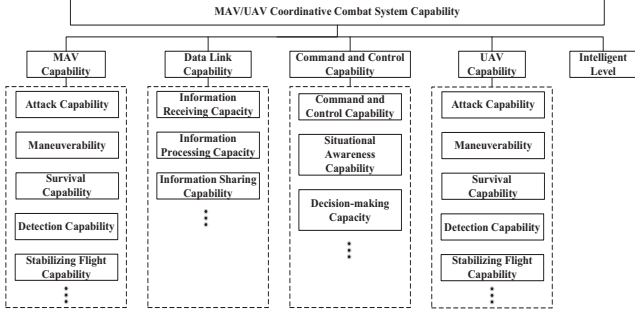 MAV/UAV Coordinative Combat System Capability
MAV
Capability
Data Link
Capability
Command and Control
Capability
UAV
Capability
Intelligent
Level
Attack Capability
Maneuverability
Survival
Capability
Detection Capability
Stabilizing Flight
Capability
Information
Receiving Capacity
Information
Processing Capacity
Information Sharing
Capability
Command and
Control Capability
Situational
Awareness
Capability
Decision-making
Capacity
Attack Capability
Maneuverability
Survival
Capability
Detection Capability
Stabilizing Flight
Capability